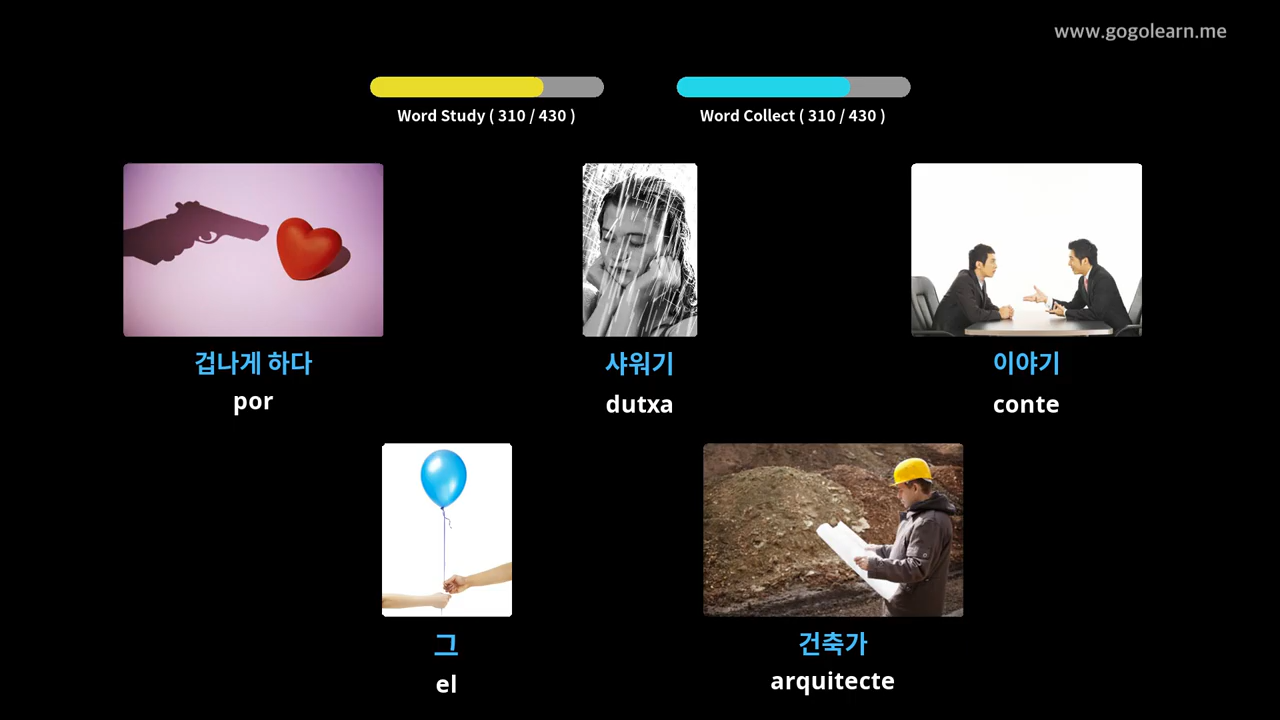 www.gogolearn.me
Word Study ( 310 / 430 )
Word Collect ( 310 / 430 )
겁나게 하다
por
샤워기
dutxa
이야기
conte
그
el
건축가
arquitecte